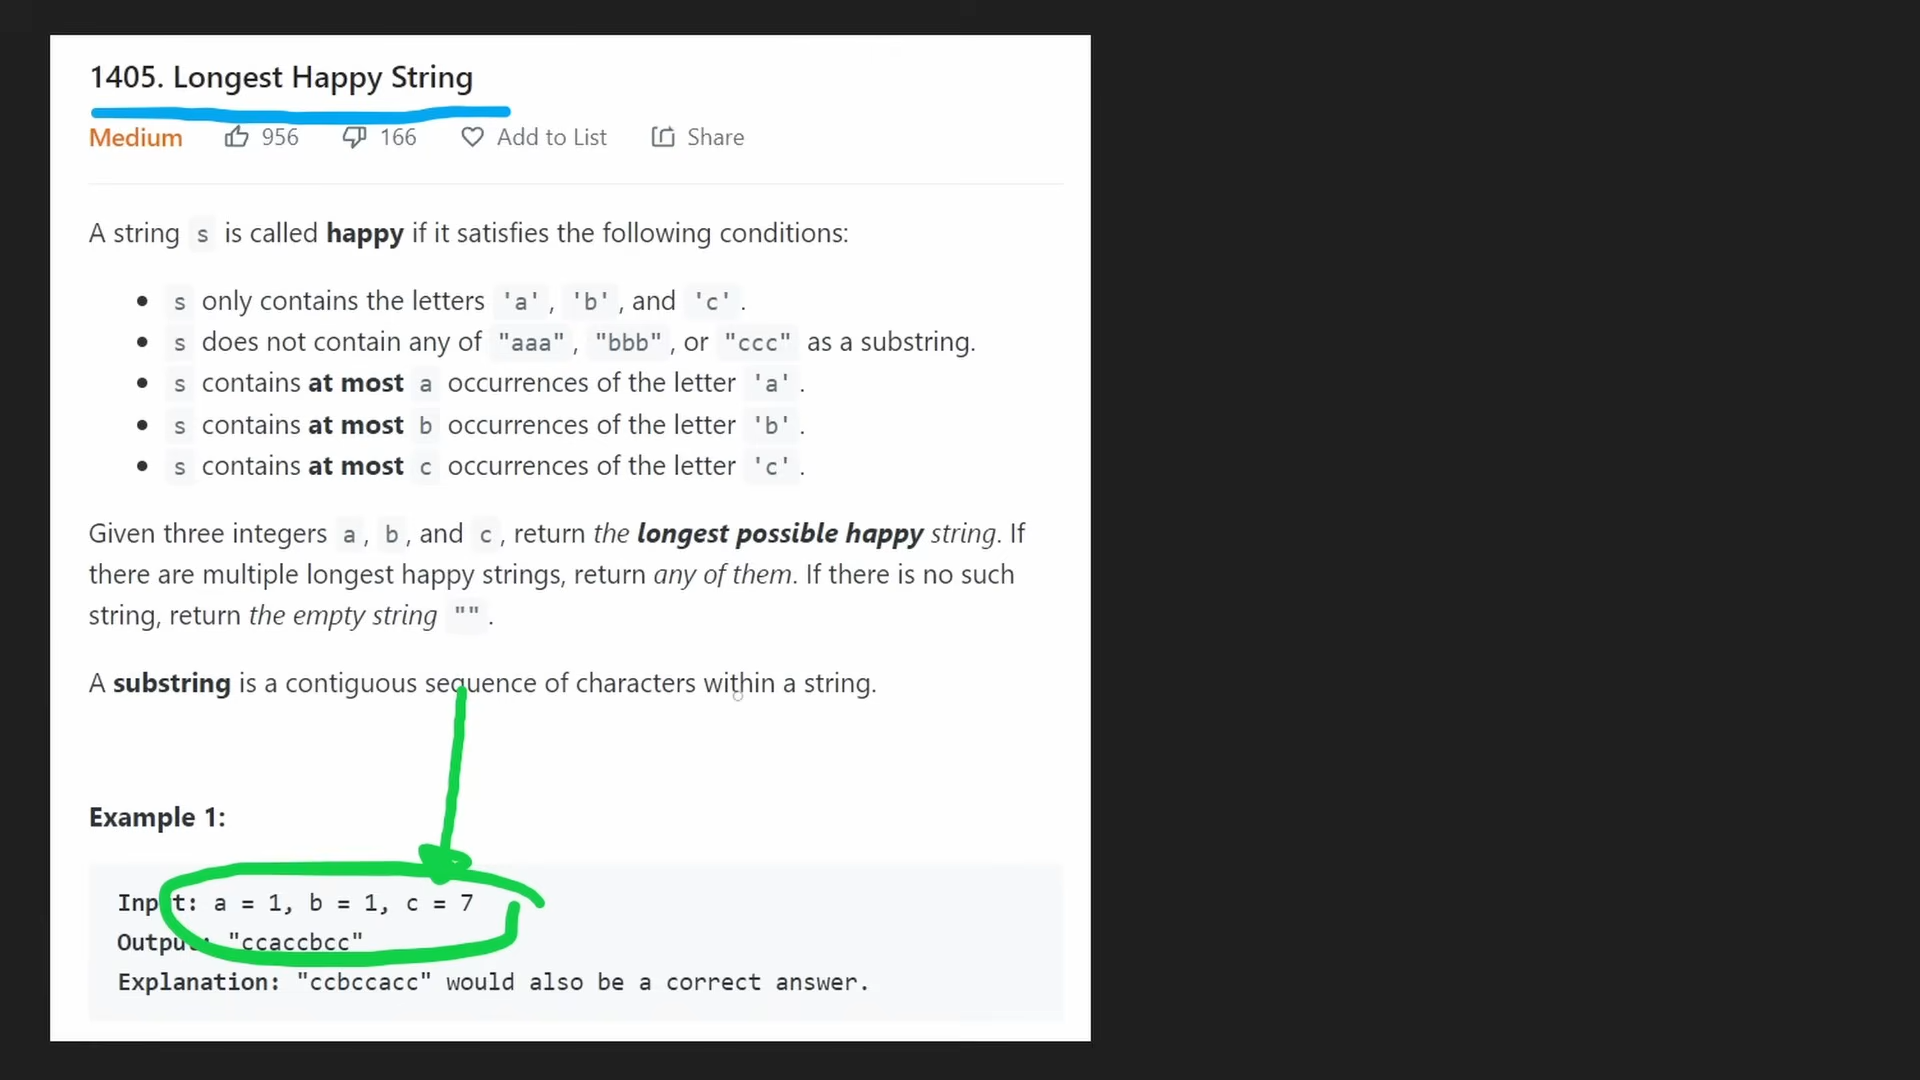 1405. Longest Happy String
Medium 956 166 Add to List Share
A string s is called happy if it satisfies the following conditions:
• s only contains the letters 'a', 'b', and 'c'.
• s does not contain any of "aaa", "bbb", or "ccc" as a substring.
• s contains at most a occurrences of the letter 'a'.
• s contains at most b occurrences of the letter 'b'.
• s contains at most c occurrences of the letter 'c'.
Given three integers a, b, and c, return the longest possible happy string. If
there are multiple longest happy strings, return any of them. If there is no such
string, return the empty string "".
A substring is a contiguous sequence of characters within a string.
Example 1:
Input: a = 1, b = 1, c = 7
Output: "ccaccbcc"
Explanation: "ccbccacc" would also be a correct answer.